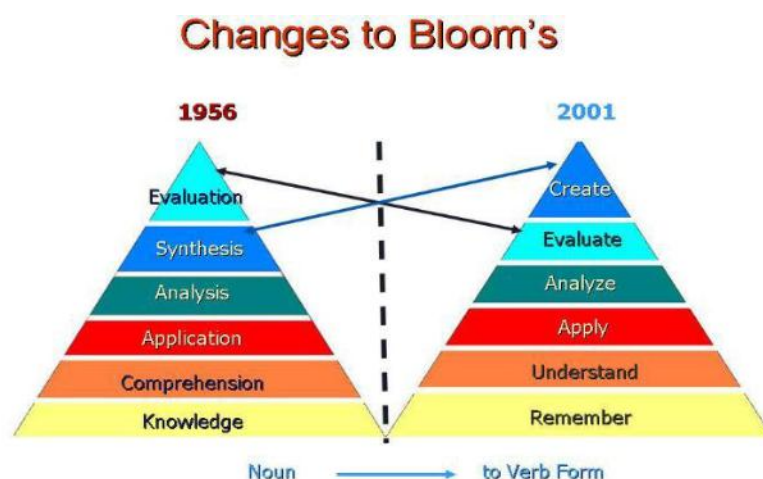 Changes to Bloom's
1956
Evaluation
Synthesis
Analysis
Application
Comprehension
Knowledge
2001
Create
Evaluate
Analyze
Apply
Understand
Remember
Noun
to Verb Form